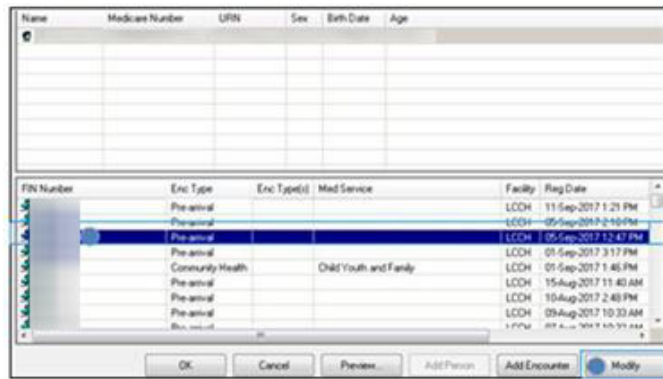 Name Medicare Number URN Sex Birth Date Age
FIN Number Enc Type Enc Type(s) Med Service Facility Reg Date
Pre-arrival LCCH 11-Sep-2017 1:21 PM
Pre-arrival LCCH 05-Sep-2017 2:10 PM
Pre-arrival LCCH 05-Sep-2017 12:47 PM
Pre-arrival LCCH 01-Sep-2017 3:17 PM
Community Health Child Youth and Family LCCH 01-Sep-2017 1:46 PM
Pre-arrival LCCH 15-Aug-2017 11:40 AM
Pre-arrival LCCH 10-Aug-2017 2:48 PM
Pre-arrival LCCH 09-Aug-2017 10:33 AM
Pre-arrival LCCH
OK Cancel Preview... Add Person Add Encounter Modify